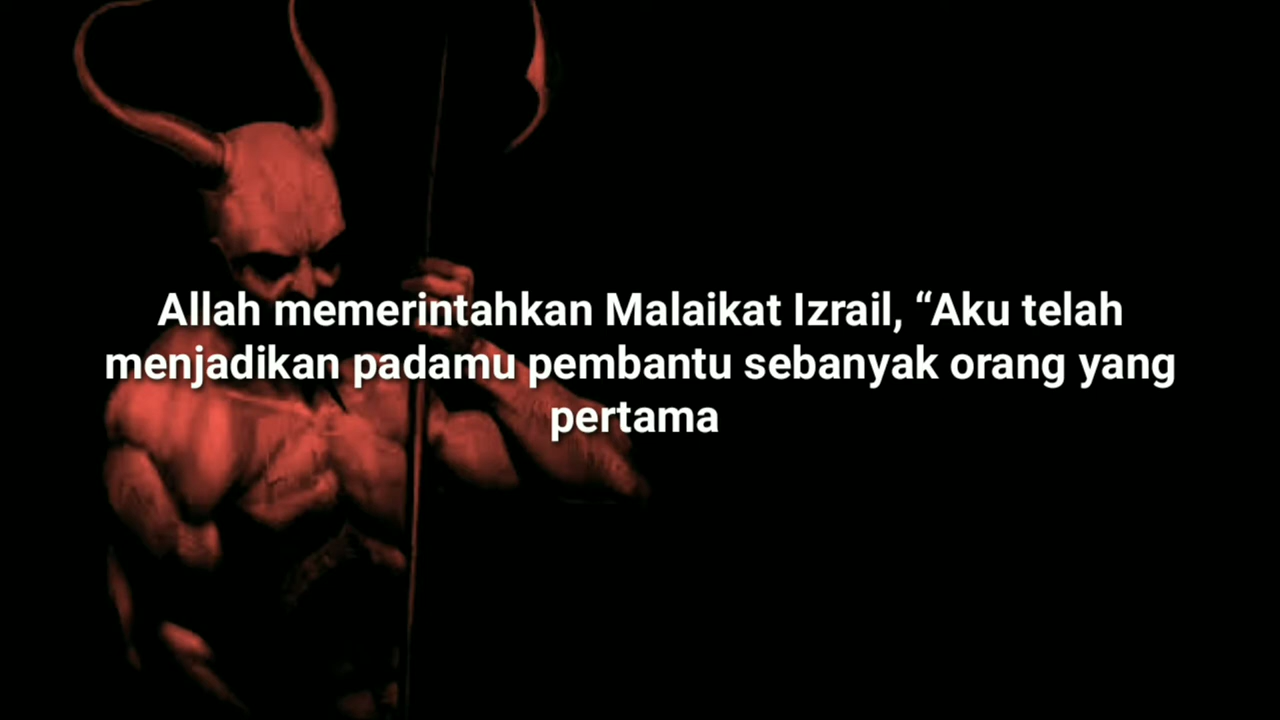 Allah memerintahkan Malaikat Izrail, “Aku telah
menjadikan padamu pembantu sebanyak orang yang
pertama